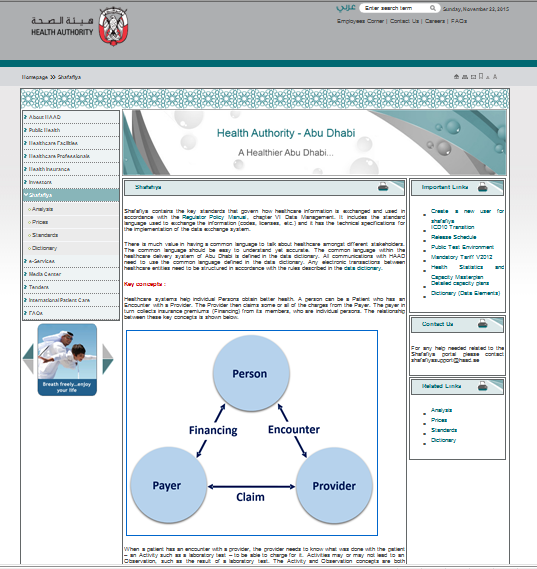 هيئة الصحة
HEALTH AUTHORITY
عربي
Enter search term
Sunday, November 22, 2015
Employees Corner | Contact Us | Careers | FAQs
Homepage >> Shafafiya
About HAAD
Public Health
Healthcare Facilities
Healthcare Professionals
Health Insurance
Investors
Shafafiya
Analysis
Prices
Standards
Dictionary
e-Services
Media Center
Tenders
International Patient Care
FAQs
Breath freely...enjoy
your life
Health Authority - Abu Dhabi
A Healthier Abu Dhabi...
Shafafiya
Shafafiya contains the key standards that govern how healthcare information is exchanged and used in
accordance with the Regulator Policy Manual, chapter VI Data Management. It includes the standard
language used to exchange the information (codes, licenses, etc.) and it has the technical specifications for
the implementation of the data exchange system.
There is much value in having a common language to talk about healthcare amongst different stakeholders.
The common language should be easy to understand yet accurate. The common language within the
healthcare delivery system of Abu Dhabi is defined in the data dictionary. All communications with HAAD
need to use the common language defined in the data dictionary. Any electronic transactions between
healthcare entities need to be structured in accordance with the rules described in the data dictionary.
Key concepts :
Healthcare systems help individual Persons obtain better health. A person can be a Patient who has an
Encounter with a Provider. The Provider then claims some or all of the charges from the Payer. The payer in
turn collects insurance premiums (Financing) from its members, who are individual persons. The relationship
between these key concepts is shown below.
Person
Financing
Encounter
Payer
Provider
Claim
When a patient has an encounter with a provider, the provider needs to know what was done with the patient
– an Activity such as a laboratory test – to be able to charge for it. Activities may or may not lead to an
Observation, such as the result of a laboratory test. The Activity and Observation concepts are both
Important Links
Create a new user for
shafafiya
ICD10 Transition
Release Schedule
Public Test Environment
Mandatory Tariff V2012
Health Statistics and
Capacity Masterplan
Detailed capacity plans
Dictionary (Data Elements)
Contact Us
For any help needed related to the
Shafafiya portal please contact
shafafiyasupport@haad.ae
Related Links
Analysis
Prices
Standards
Dictionary